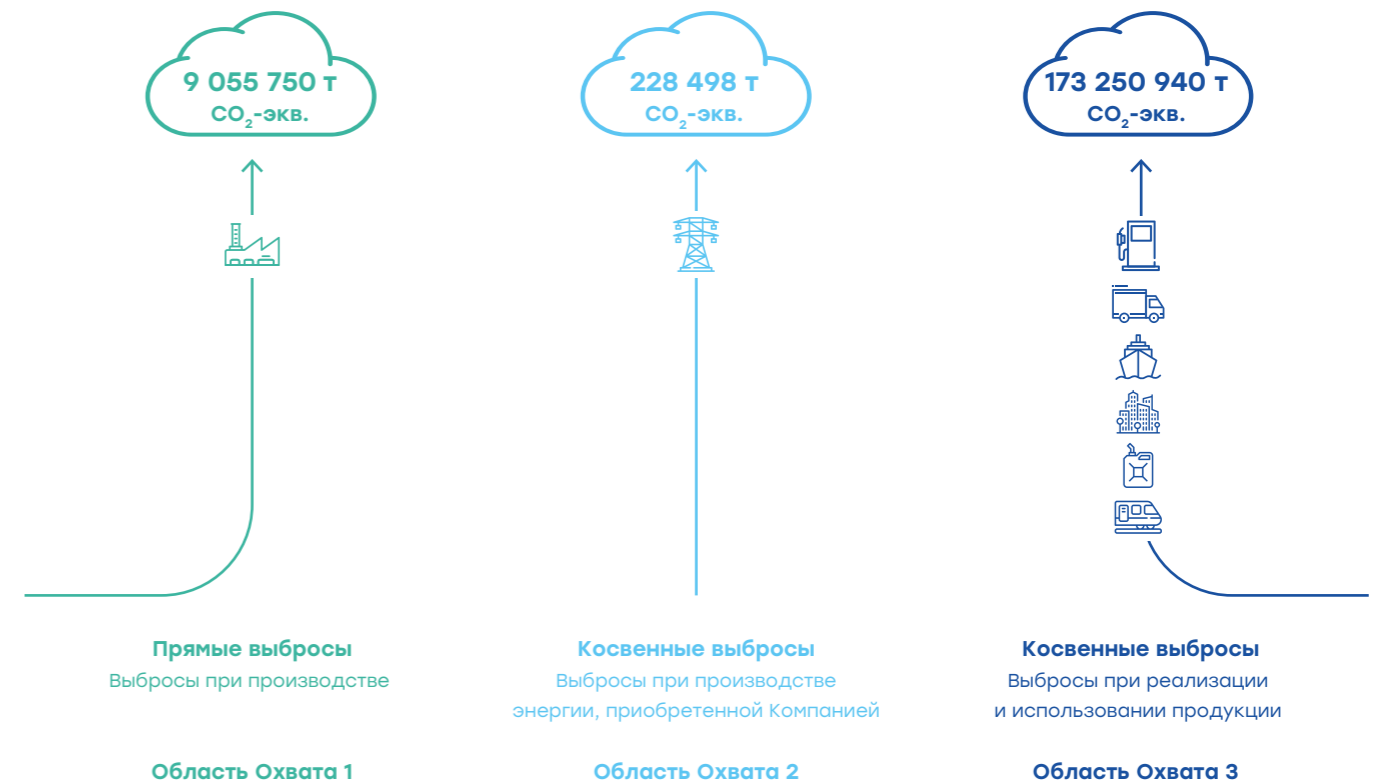 9 055 750 т
CO₂-экв.
228 498 т
CO₂-экв.
173 250 940 т
CO₂-экв.
Прямые выбросы
Выбросы при производстве
Область Охвата 1
Косвенные выбросы
Выбросы при производстве
энергии, приобретенной Компанией
Область Охвата 2
Косвенные выбросы
Выбросы при реализации
и использовании продукции
Область Охвата 3